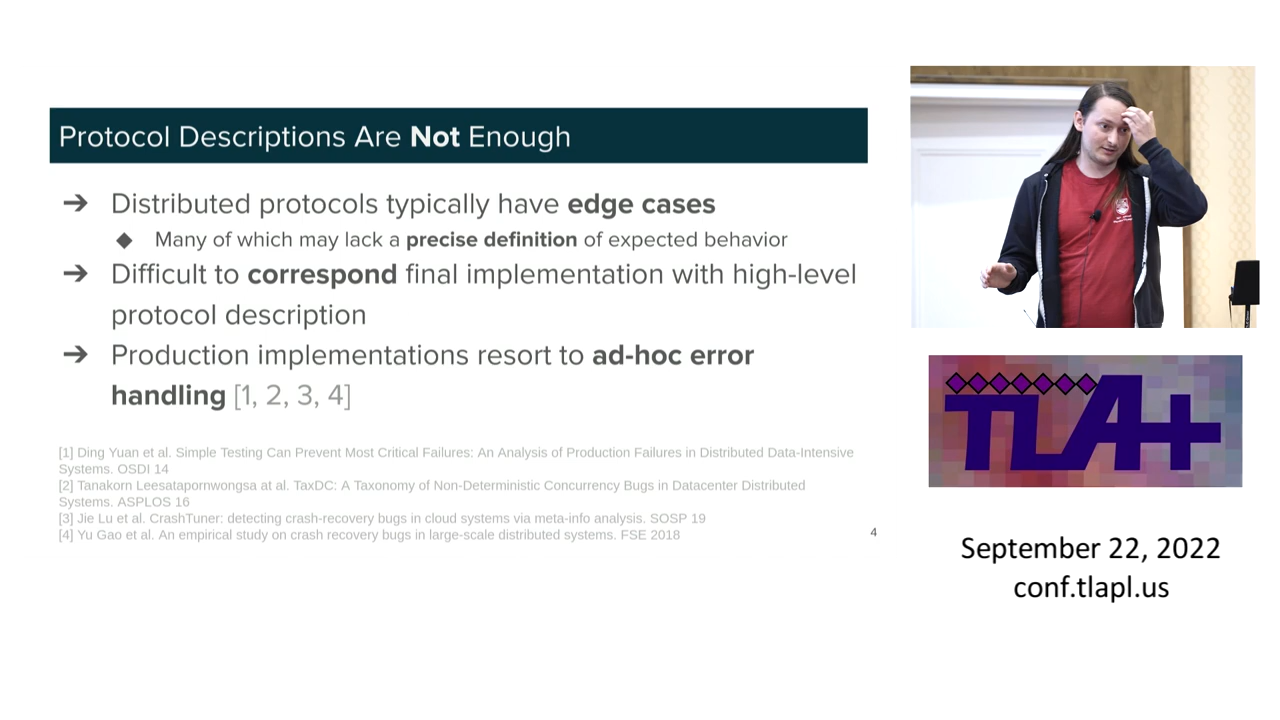 Protocol Descriptions Are Not Enough
➔ Distributed protocols typically have edge cases
◆ Many of which may lack a precise definition of expected behavior
➔ Difficult to correspond final implementation with high-level
protocol description
➔ Production implementations resort to ad-hoc error
handling [1, 2, 3, 4]
[1] Ding Yuan et al. Simple Testing Can Prevent Most Critical Failures: An Analysis of Production Failures in Distributed Data-Intensive
Systems. OSDI 14
[2] Tanakorn Leesatapornwongsa at al. TaxDC: A Taxonomy of Non-Deterministic Concurrency Bugs in Datacenter Distributed
Systems. ASPLOS 16
[3] Jie Lu et al. CrashTuner: detecting crash-recovery bugs in cloud systems via meta-info analysis. SOSP 19
[4] Yu Gao et al. An empirical study on crash recovery bugs in large-scale distributed systems. FSE 2018
4
TLA+
September 22, 2022
conf.tlapl.us